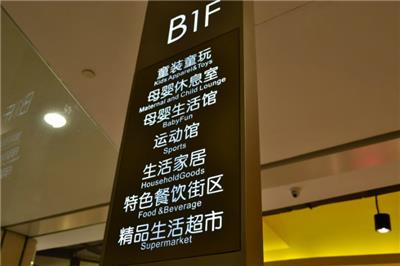 B1F
童装童玩
Kids Apparel&Toys
母婴休息室
Maternal and Child Lounge
母婴生活馆
BabyFun
运动馆
Sports
生活家居
HouseholdGoods
特色餐饮街区
Food &Beverage
精品生活超市
Supermarket